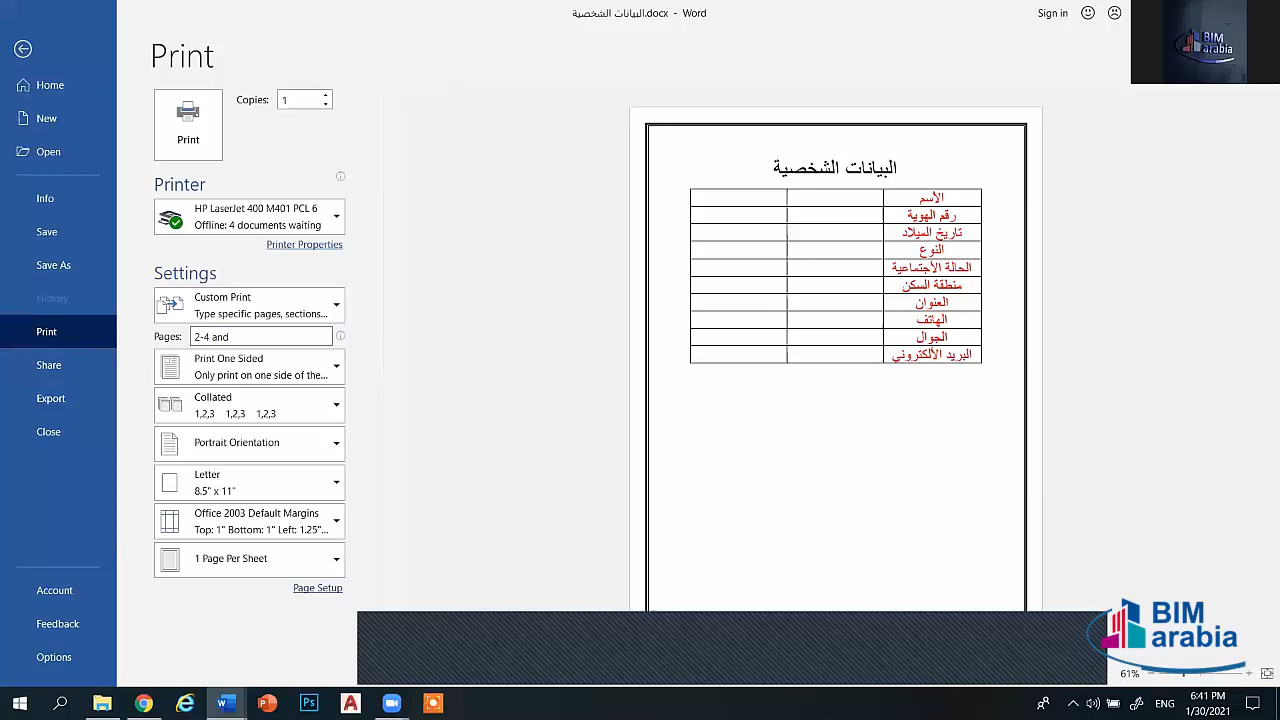 البيانات الشخصية.docx - Word
Sign in
BIM
arabia
Print
Home
New
Open
Info
Save
Save As
History
Print
Share
Export
Close
Account
Feedback
Options
Copies: 1
Print
Printer
HP LaserJet 400 M401 PCL 6
Offline: 4 documents waiting
Printer Properties
Settings
Custom Print
Type specific pages, sections...
Pages: 2-4 and
Print One Sided
Only print on one side of the...
Collated
1,2,3 1,2,3 1,2,3
Portrait Orientation
Letter
8.5" x 11"
Office 2003 Default Margins
Top: 1" Bottom: 1" Left: 1.25"...
1 Page Per Sheet
Page Setup
البيانات الشخصية
الأسم
رقم الهوية
تاريخ الميلاد
النوع
الحالة الأجتماعية
منطقة السكن
العنوان
الهاتف
الجوال
البريد الألكتروني
BIM
arabia
61%
6:41 PM
1/30/2021